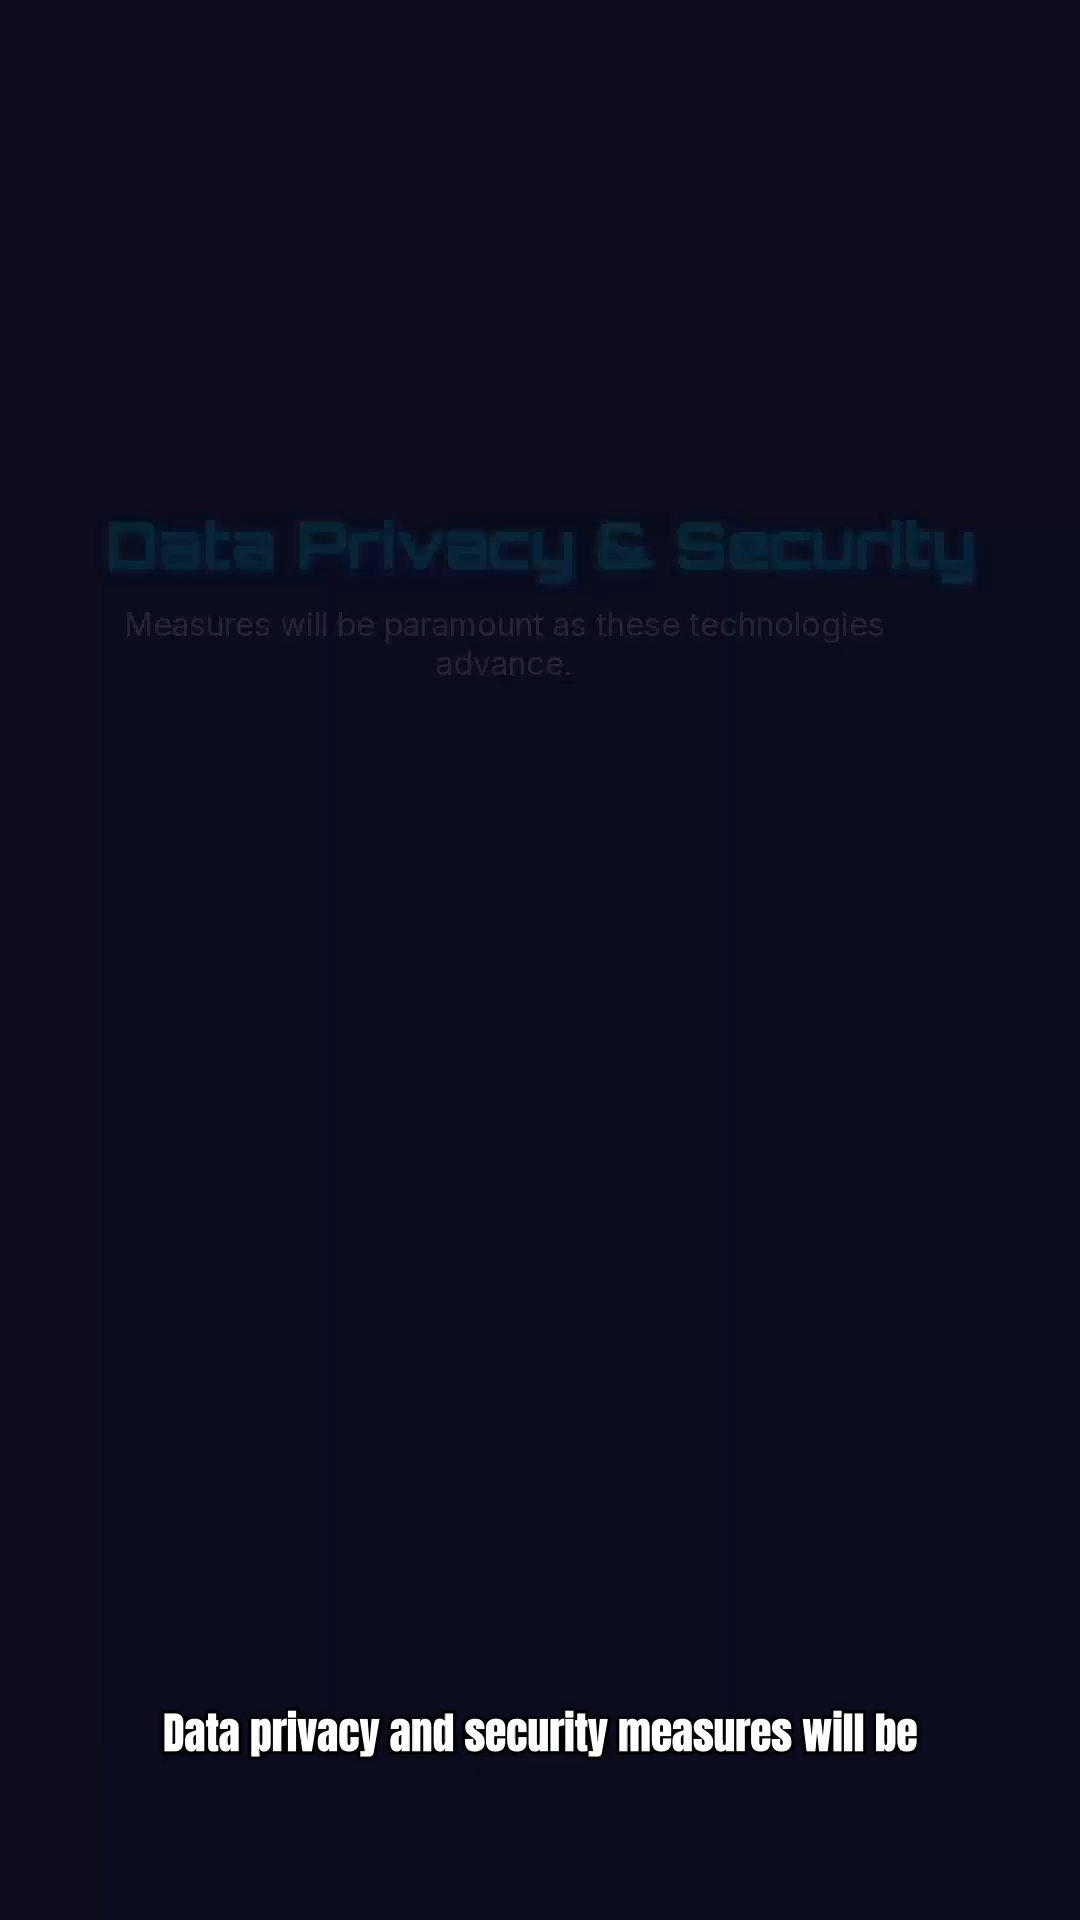 Data Privacy & Security
Measures will be paramount as these technologies
advance.
Data privacy and security measures will be